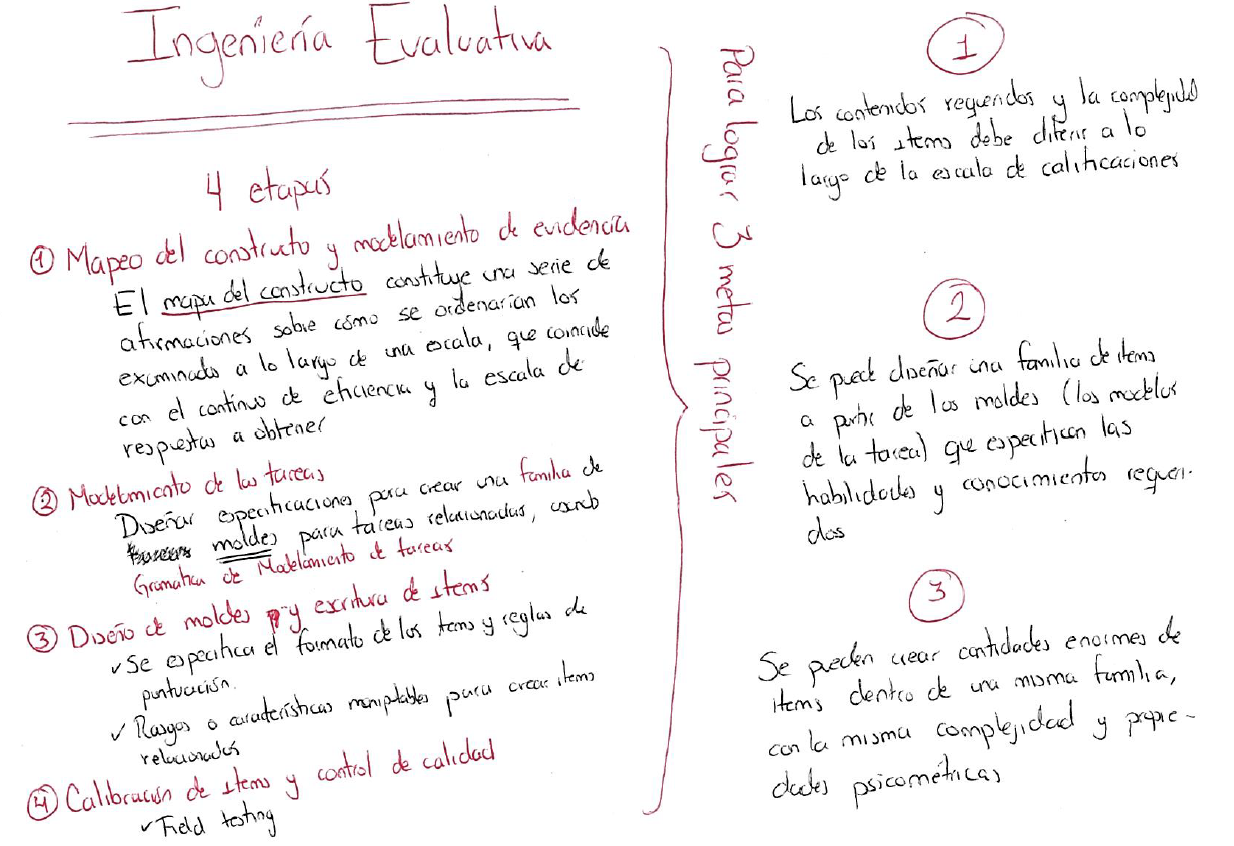 Ingeniería Evaluativa
4 etapas
① Mapeo del constructo y modelamiento de evidencia
El mapa del constructo constituye una serie de
afirmaciones sobre cómo se ordenarían los
examinados a lo largo de una escala, que coincide
con el continuo de eficiencia y la escala de
respuestas a obtener
② Modelamiento de las tareas
Diseñar especificaciones para crear una familia de
moldes para tareas relacionadas, usando
Gramática de Modelamiento de tareas
③ Diseño de moldes y escritura de items
✓ Se especifica el formato de los items y reglas de
puntuación.
✓ Rasgos o características maniptables para crear items
relacionados
④ Calibración de items y control de calidad
✓ Field testing
Para lograr 3 metas principales
1
Los contenidos requeridos y la complejidad
de los items debe diferir a lo
largo de la escala de calificaciones
2
Se puede diseñar una familia de items
a partir de los moldes (los modelos
de la tarea) que especifican las
habilidades y conocimientos requeri-
dos
3
Se pueden crear cantidades enormes de
items dentro de una misma familia,
con la misma complejidad y propie-
dades psicométricas